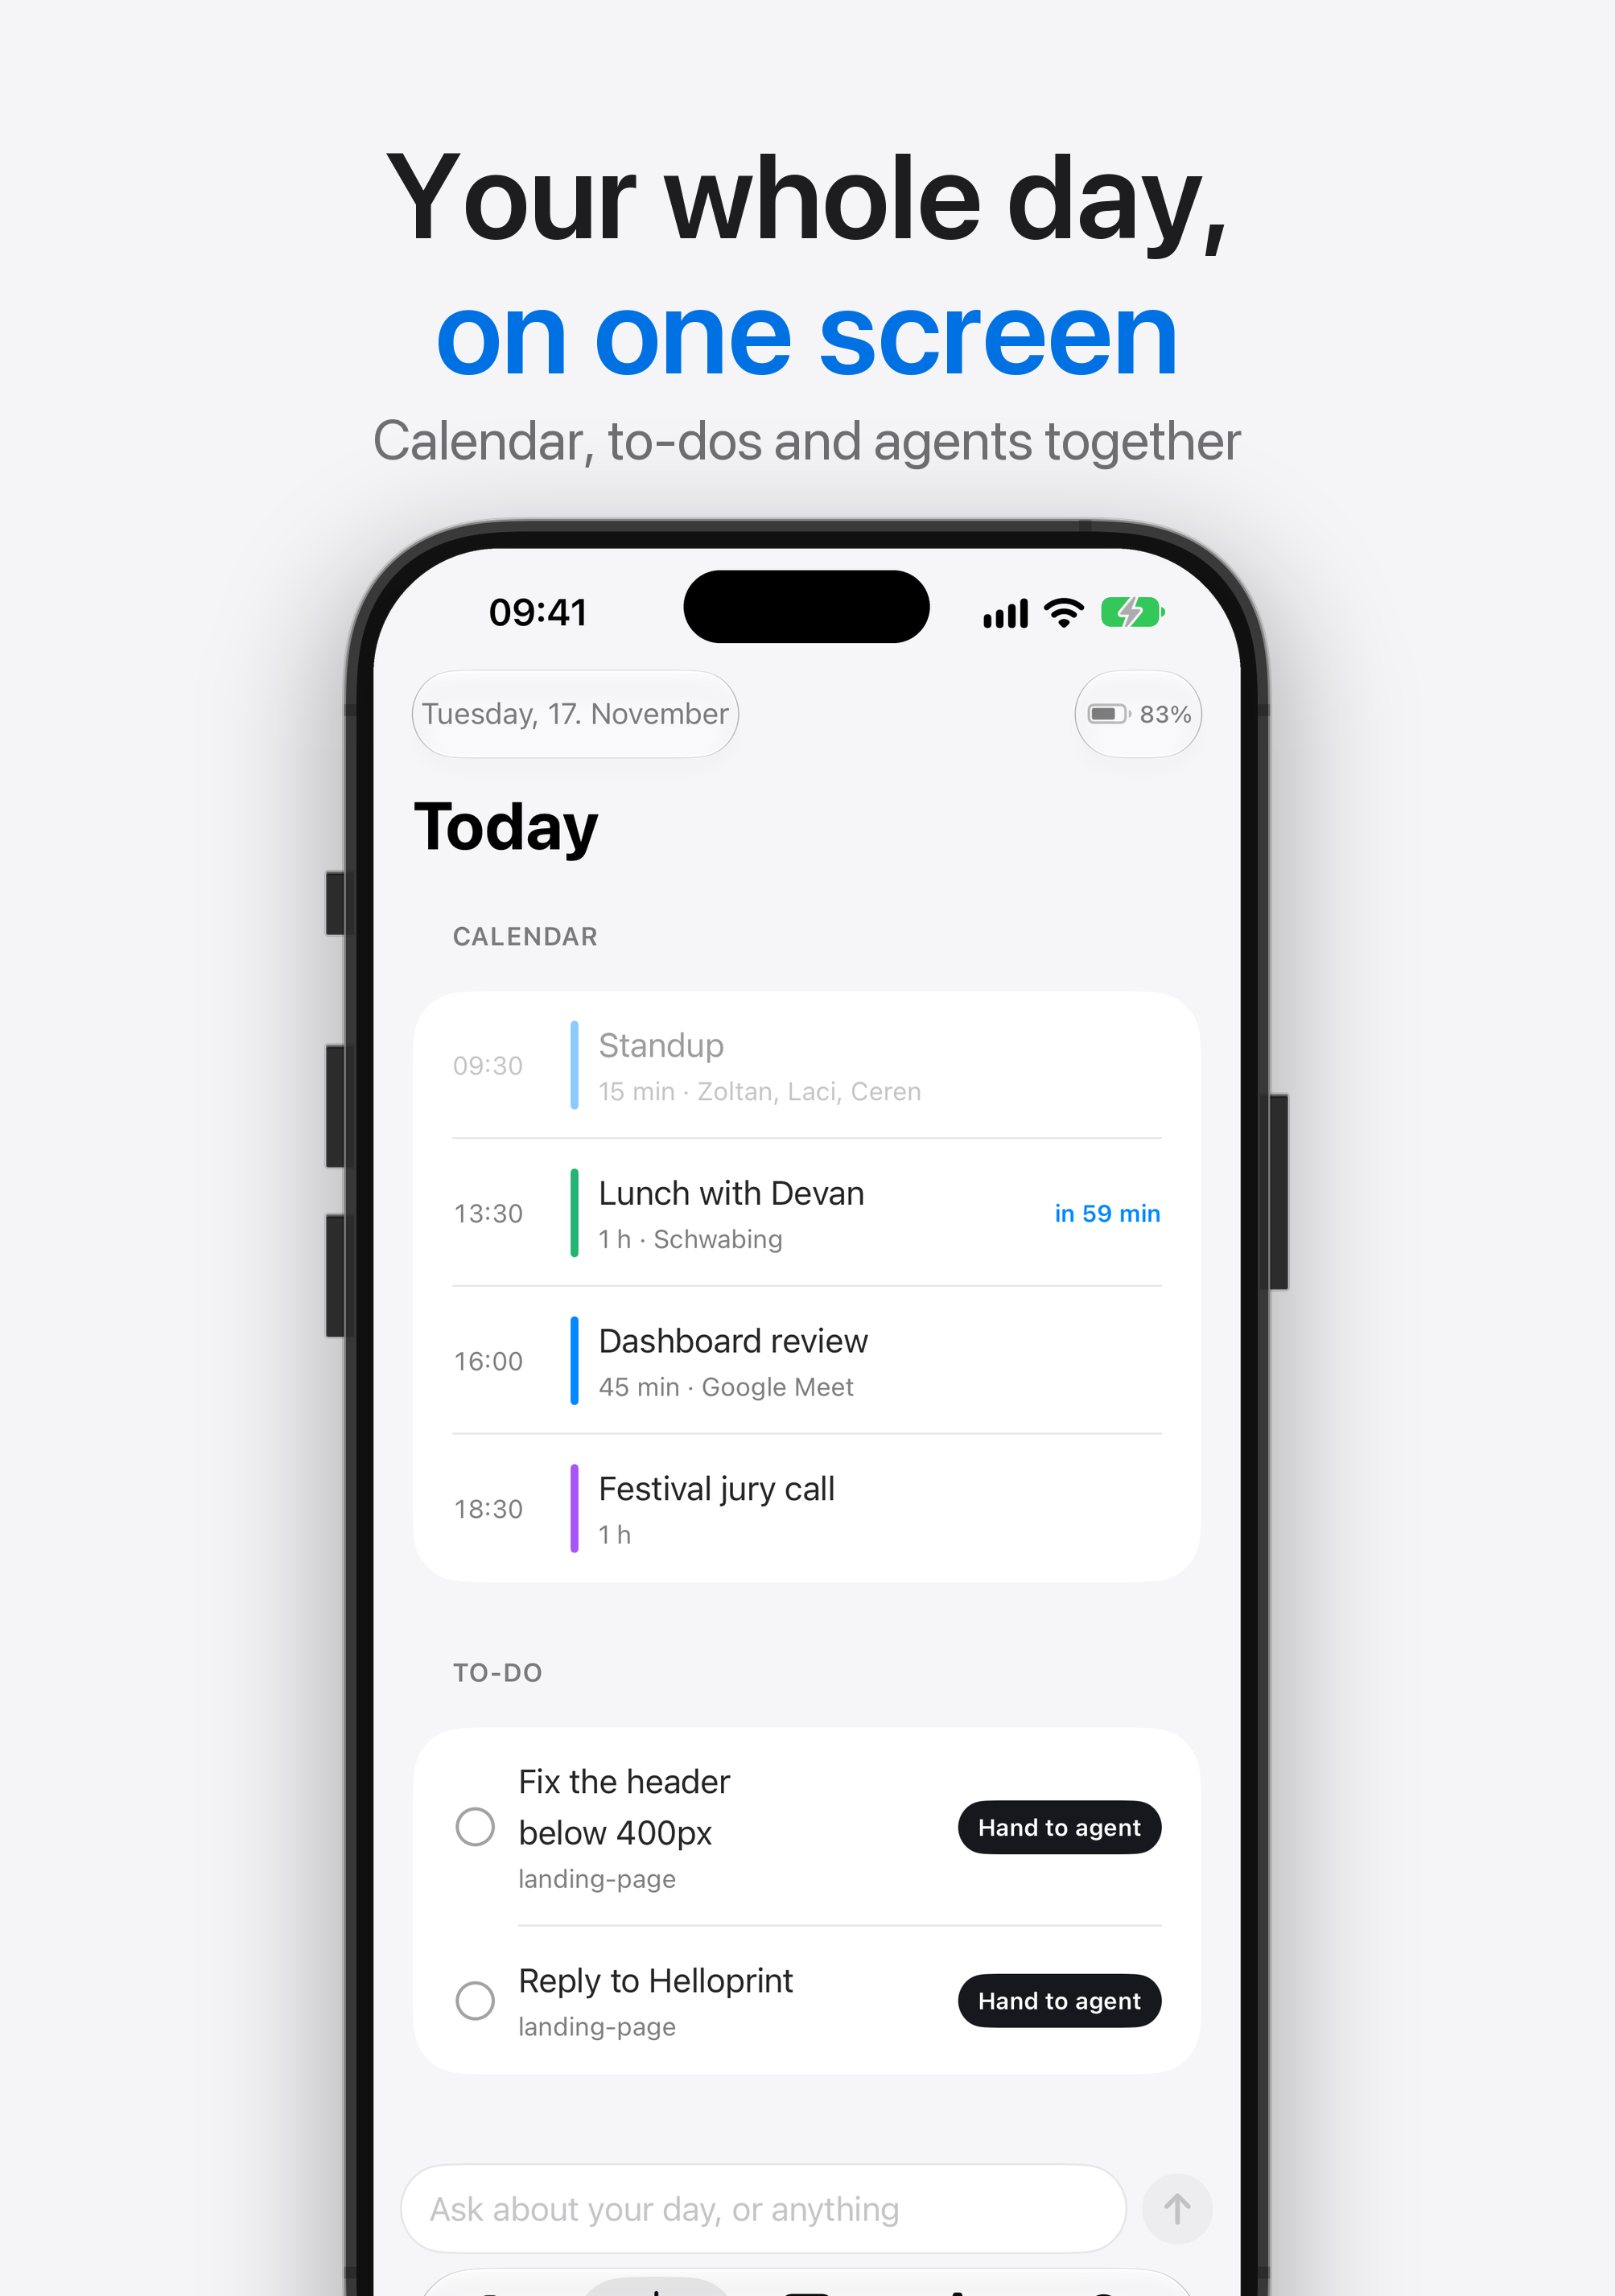 Your whole day,
on one screen
Calendar, to-dos and agents together
09:41
Tuesday, 17. November
83%
Today
CALENDAR
09:30
Standup
15 min · Zoltan, Laci, Ceren
13:30
Lunch with Devan
1 h · Schwabing
in 59 min
16:00
Dashboard review
45 min · Google Meet
18:30
Festival jury call
1 h
TO-DO
Fix the header
below 400px
landing-page
Hand to agent
Reply to Helloprint
landing-page
Hand to agent
Ask about your day, or anything